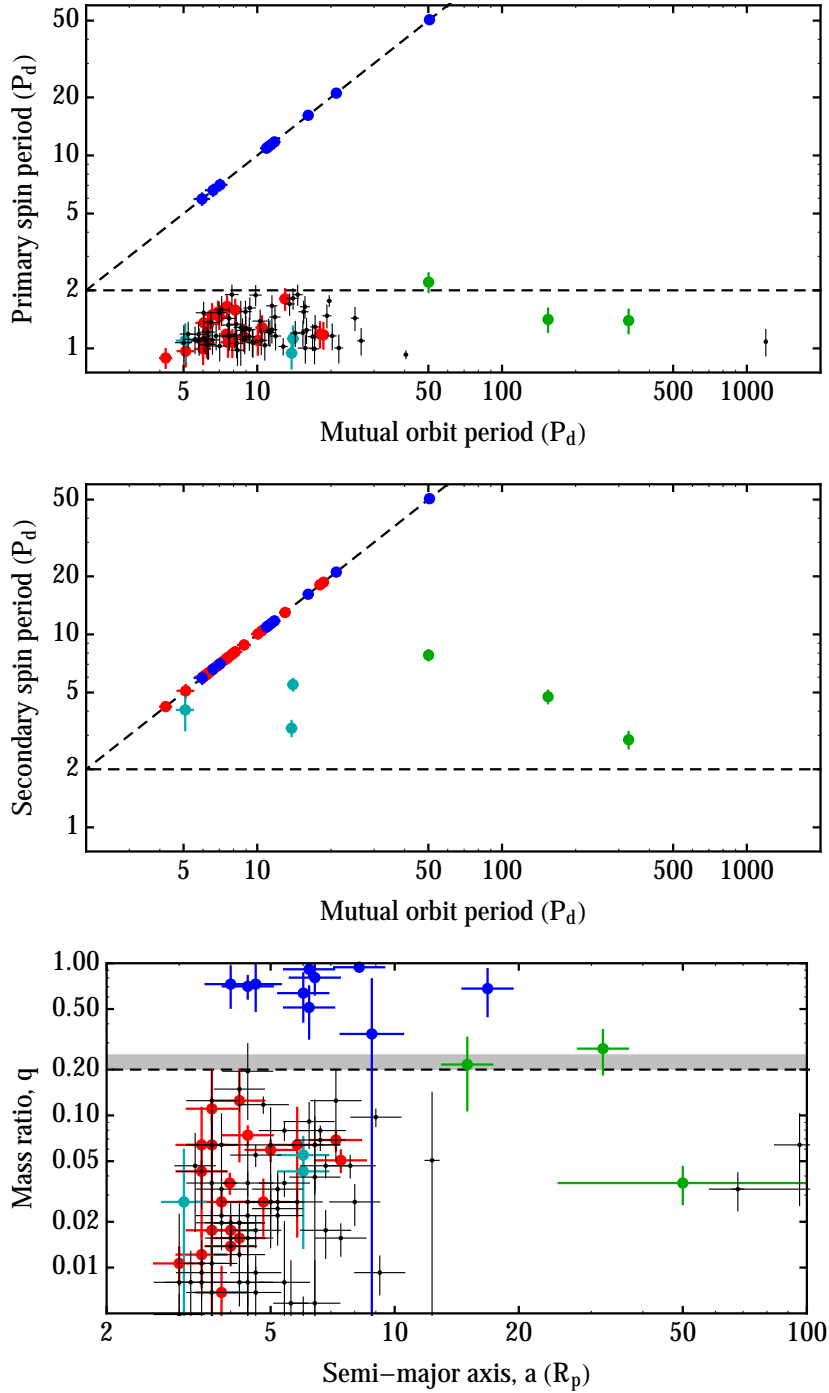 Primary spin period (P_d)
50
20
10
5
2
1
5 10 50 100 500 1000
Mutual orbit period (P_d)
Secondary spin period (P_d)
50
20
10
5
2
1
5 10 50 100 500 1000
Mutual orbit period (P_d)
Mass ratio, q
1.00
0.50
0.20
0.10
0.05
0.02
0.01
2 5 10 20 50 100
Semi−major axis, a (R_p)